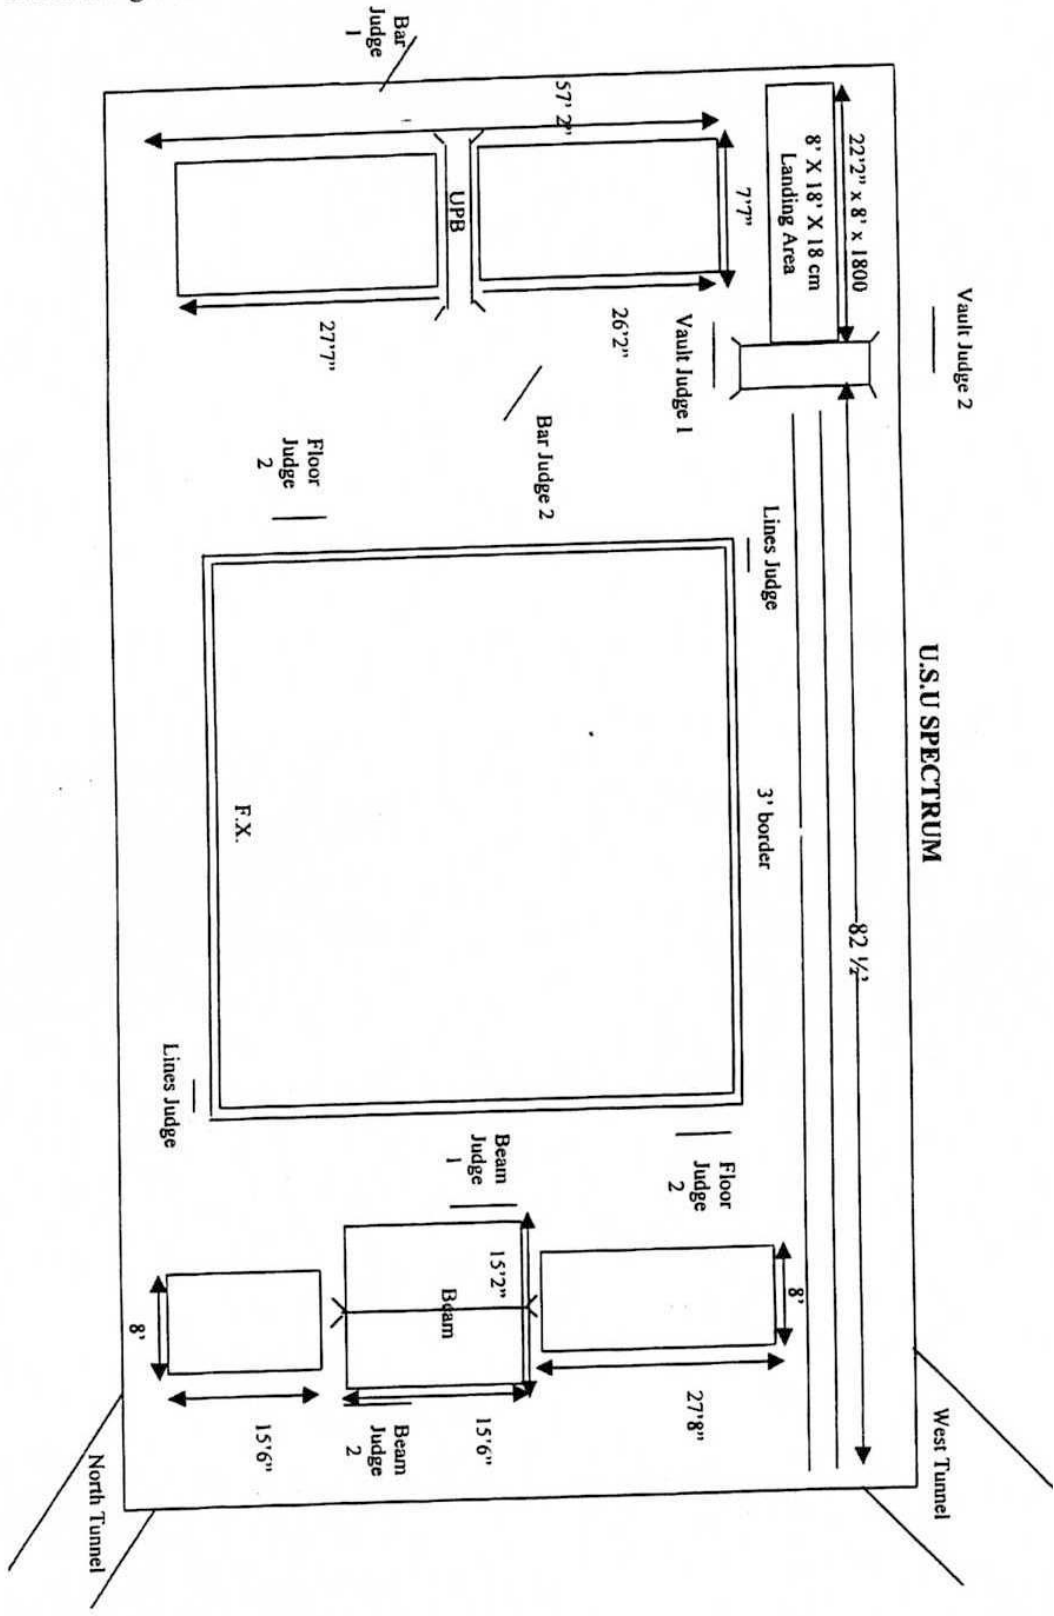 U.S.U SPECTRUM
Vault Judge 2
West Tunnel
22'2" x 8' x 1800
8' X 18' X 18 cm
Landing Area
82 ½'
Vault Judge 1
Lines Judge
3' border
57' 2"
7'7"
26'2"
UPB
27'7"
Bar
Judge
1
Bar Judge 2
Floor
Judge
2
F.X.
Lines Judge
Floor
Judge
2
Beam
Judge
1
8'
27'8"
15'2"
Beam
15'6"
Beam
Judge
2
8'
15'6"
North Tunnel